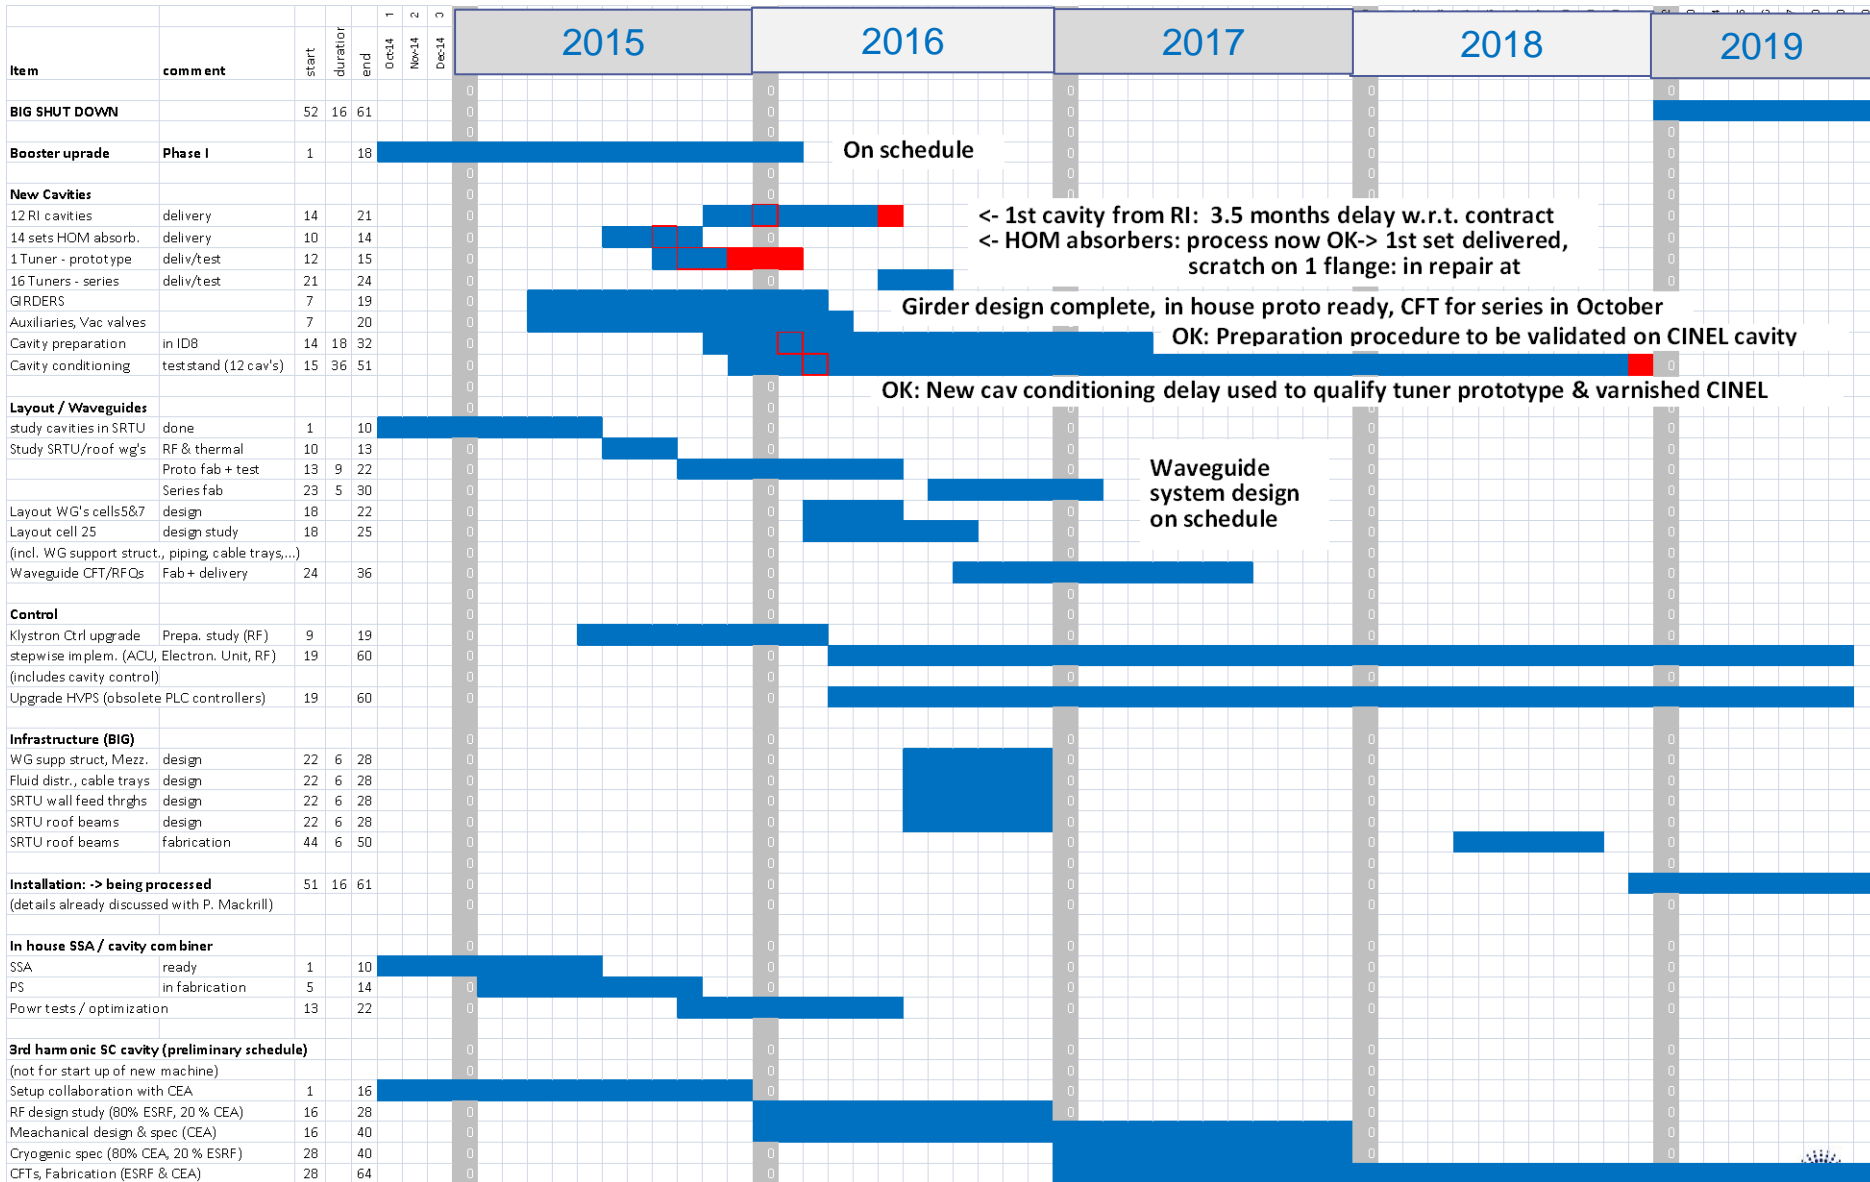 1 2 3
Oct-14 Nov-14 Dec-14
2015 2016 2017 2018 2019
Item comment start duration end
BIG SHUT DOWN 52 16 61
Booster uprade Phase I 1 18 On schedule
New Cavities
12 RI cavities delivery 14 21 <- 1st cavity from RI: 3.5 months delay w.r.t. contract
14 sets HOM absorb. delivery 10 14 <- HOM absorbers: process now OK-> 1st set delivered,
1 Tuner - prototype deliv/test 12 15 scratch on 1 flange: in repair at
16 Tuners - series deliv/test 21 24
GIRDERS 7 19 Girder design complete, in house proto ready, CFT for series in October
Auxiliaries, Vac valves 7 20
Cavity preparation in ID8 14 18 32 OK: Preparation procedure to be validated on CINEL cavity
Cavity conditioning teststand (12 cav's) 15 36 51
OK: New cav conditioning delay used to qualify tuner prototype & varnished CINEL
Layout / Waveguides
study cavities in SRTU done 1 10
Study SRTU/roof wg's RF & thermal 10 13
Proto fab + test 13 9 22
Series fab 23 5 30
Waveguide
system design
on schedule
Layout WG's cells5&7 design 18 22
Layout cell 25 design study 18 25
(incl. WG support struct., piping, cable trays,...)
Waveguide CFT/RFQs Fab + delivery 24 36
Control
Klystron Ctrl upgrade Prepa. study (RF) 9 19
stepwise implem. (ACU, Electron. Unit, RF) 19 60
(includes cavity control)
Upgrade HVPS (obsolete PLC controllers) 19 60
Infrastructure (BIG)
WG supp struct, Mezz. design 22 6 28
Fluid distr., cable trays design 22 6 28
SRTU wall feed thrghs design 22 6 28
SRTU roof beams design 22 6 28
SRTU roof beams fabrication 44 6 50
Installation: -> being processed 51 16 61
(details already discussed with P. Mackrill)
In house SSA / cavity combiner
SSA ready 1 10
PS in fabrication 5 14
Powr tests / optimization 13 22
3rd harmonic SC cavity (preliminary schedule)
(not for start up of new machine)
Setup collaboration with CEA 1 16
RF design study (80% ESRF, 20 % CEA) 16 28
Meachanical design & spec (CEA) 16 40
Cryogenic spec (80% CEA, 20 % ESRF) 28 40
CFTs, Fabrication (ESRF & CEA) 28 64